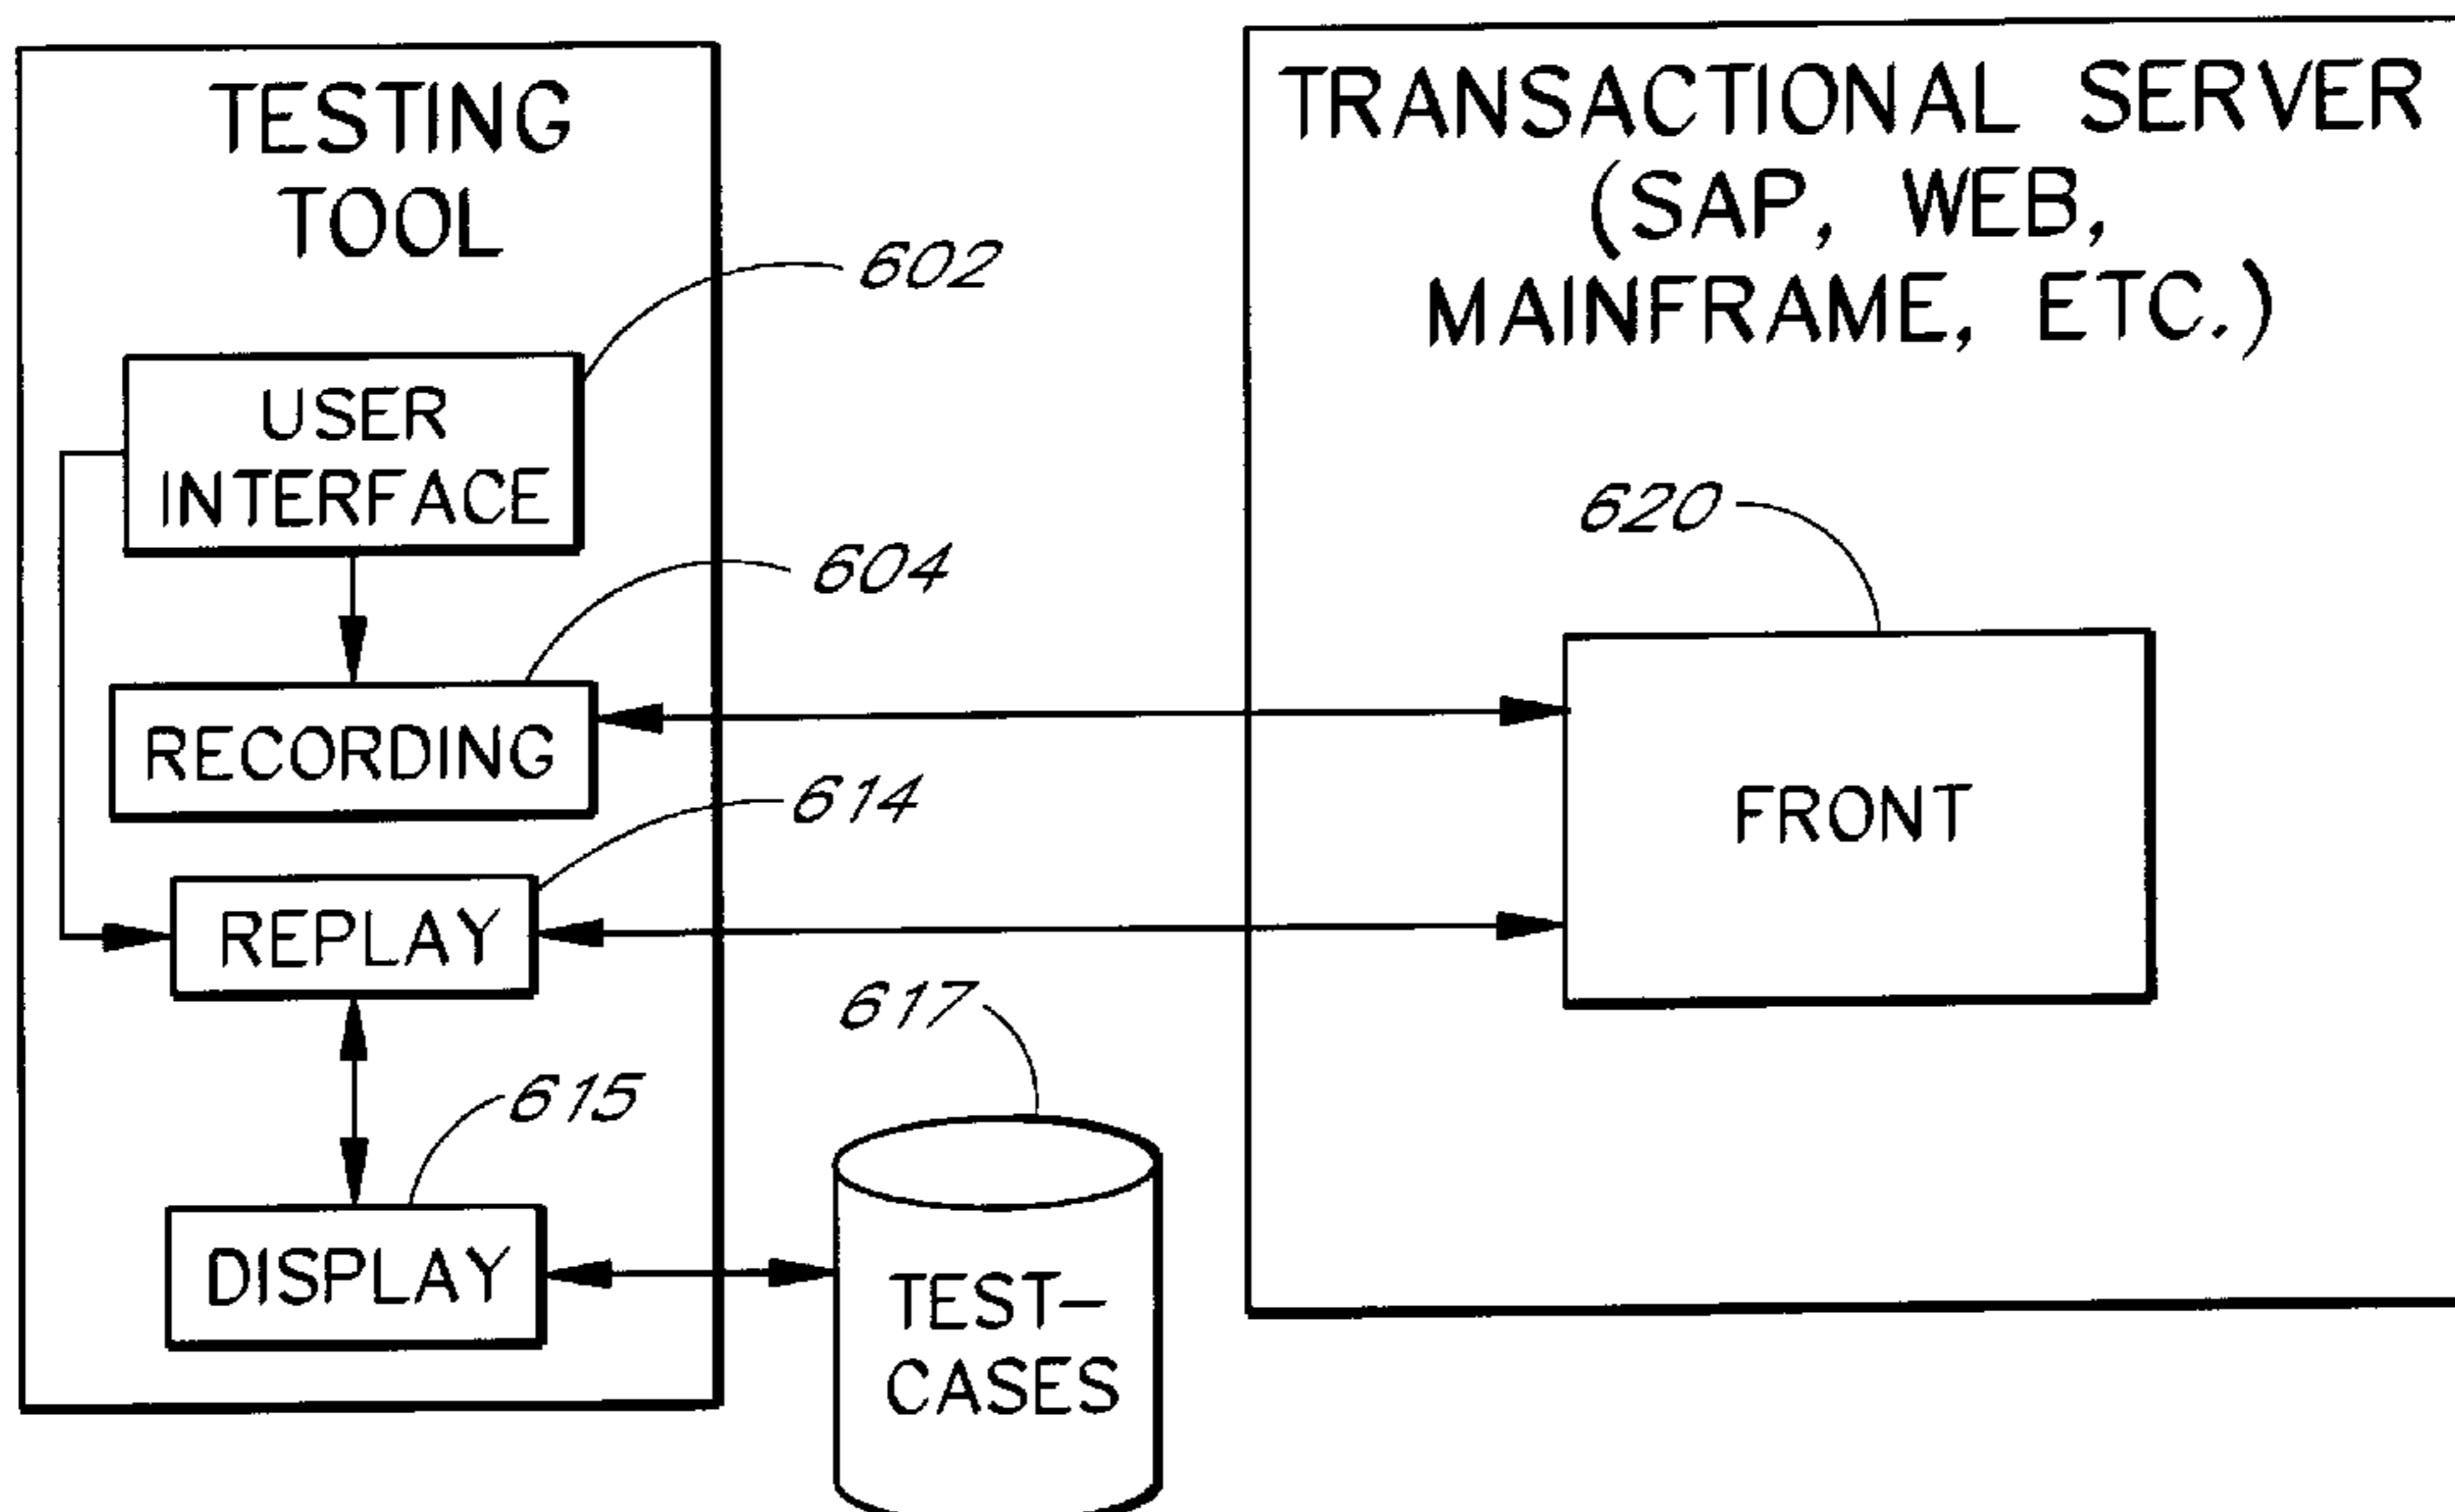 TESTING
TOOL
602
USER
INTERFACE
604
RECORDING
614
REPLAY
615
DISPLAY
617
TEST-
CASES
TRANSACTIONAL SERVER
(SAP, WEB,
MAINFRAME, ETC.)
620
FRONT